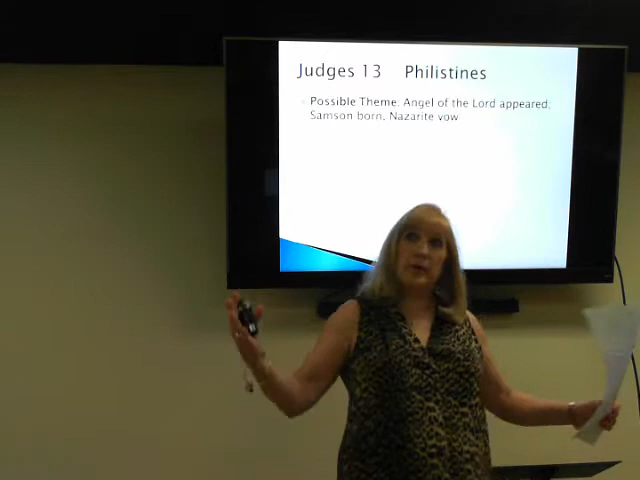 Judges 13 Philistines
Possible Theme: Angel of the Lord appeared;
Samson born, Nazarite vow